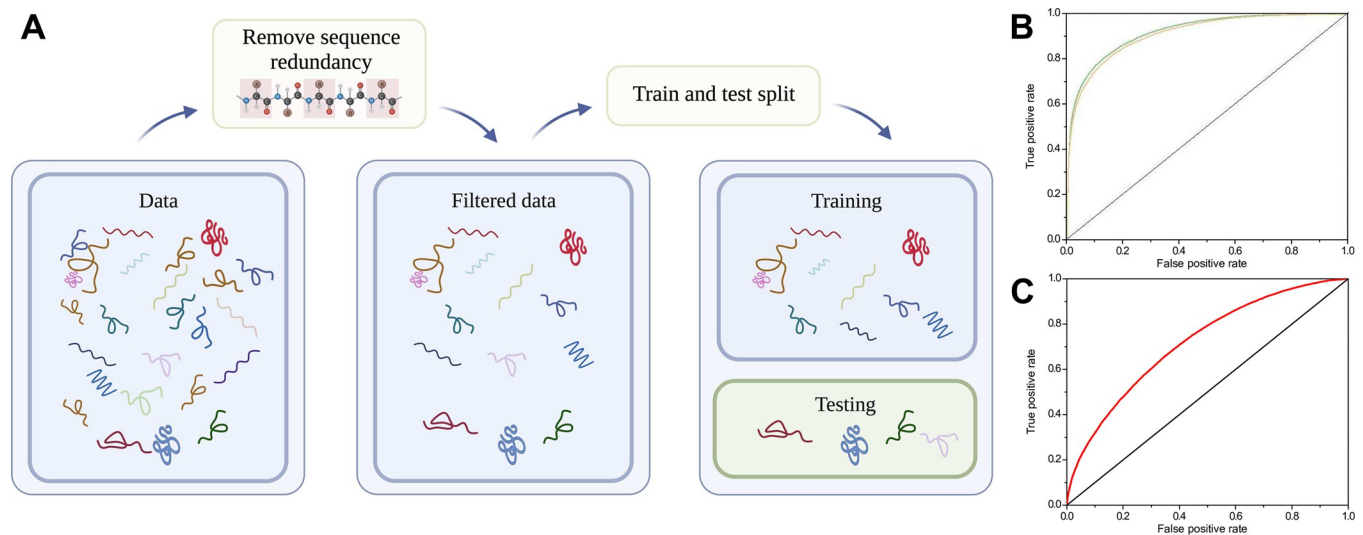 A
Remove sequence
redundancy
Train and test split
Data
Filtered data
Training
Testing
B
1.0
0.8
0.6
0.4
0.2
0.0
True positive rate
0.0 0.2 0.4 0.6 0.8 1.0
False positive rate
C
1.0
0.8
0.6
0.4
0.2
0.0
True positive rate
0.0 0.2 0.4 0.6 0.8 1.0
False positive rate